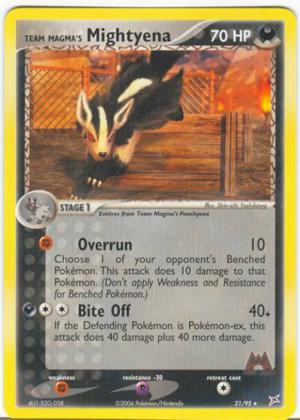 TEAM MAGMA'S Mightyena 70 HP
STAGE 1
Evolves from Team Magma's Poochyena
Overrun 10
Choose 1 of your opponent's Benched
Pokémon. This attack does 10 damage to that
Pokémon. (Don't apply Weakness and Resistance
for Benched Pokémon.)
Bite Off 40+
If the Defending Pokémon is Pokémon-ex, this
attack does 40 damage plus 40 more damage.
weakness resistance -30 retreat cost
©2004 Pokémon/Nintendo
21/95